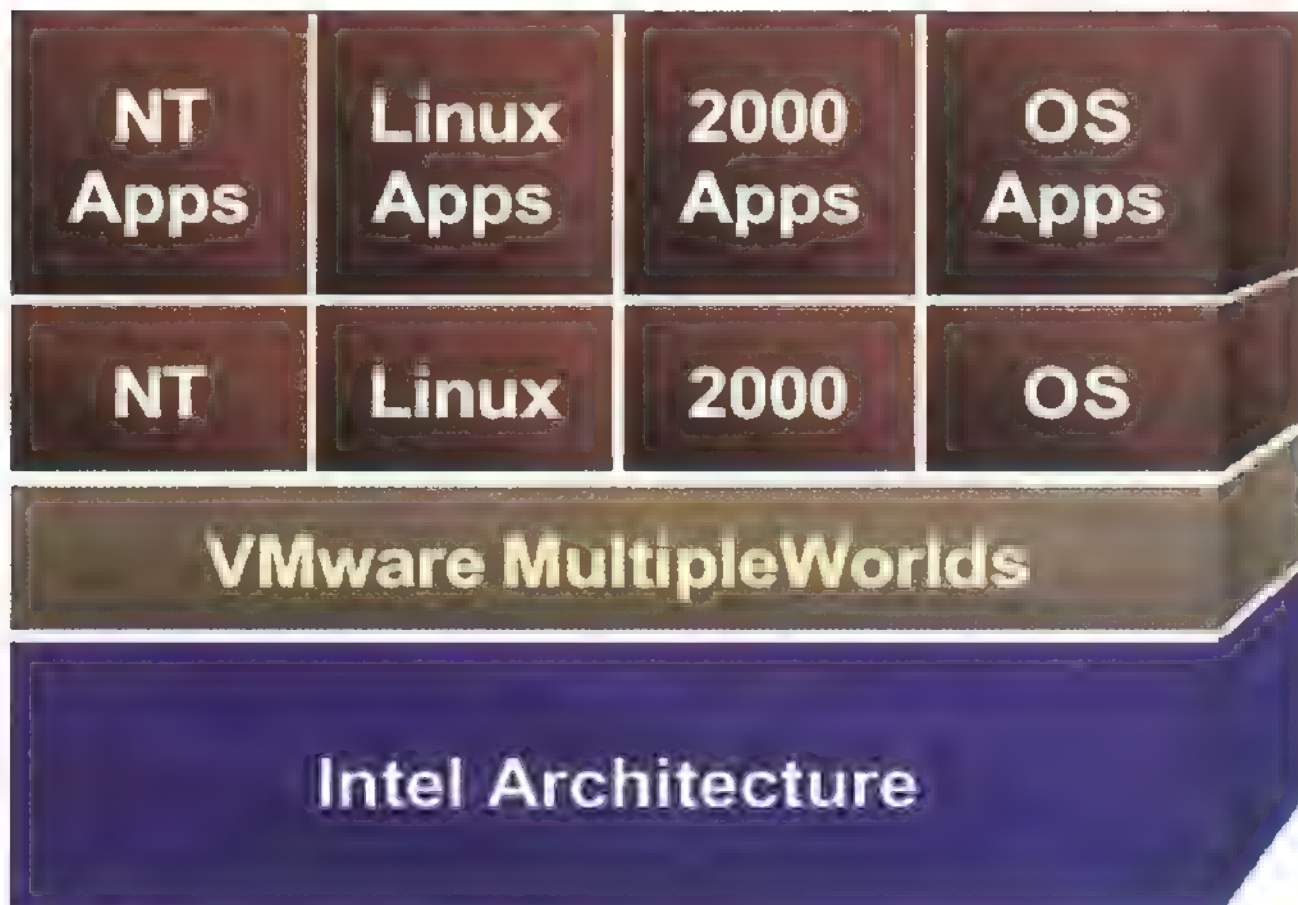 NT
Apps
Linux
Apps
2000
Apps
OS
Apps
NT
Linux
2000
OS
VMware MultipleWorlds
Intel Architecture